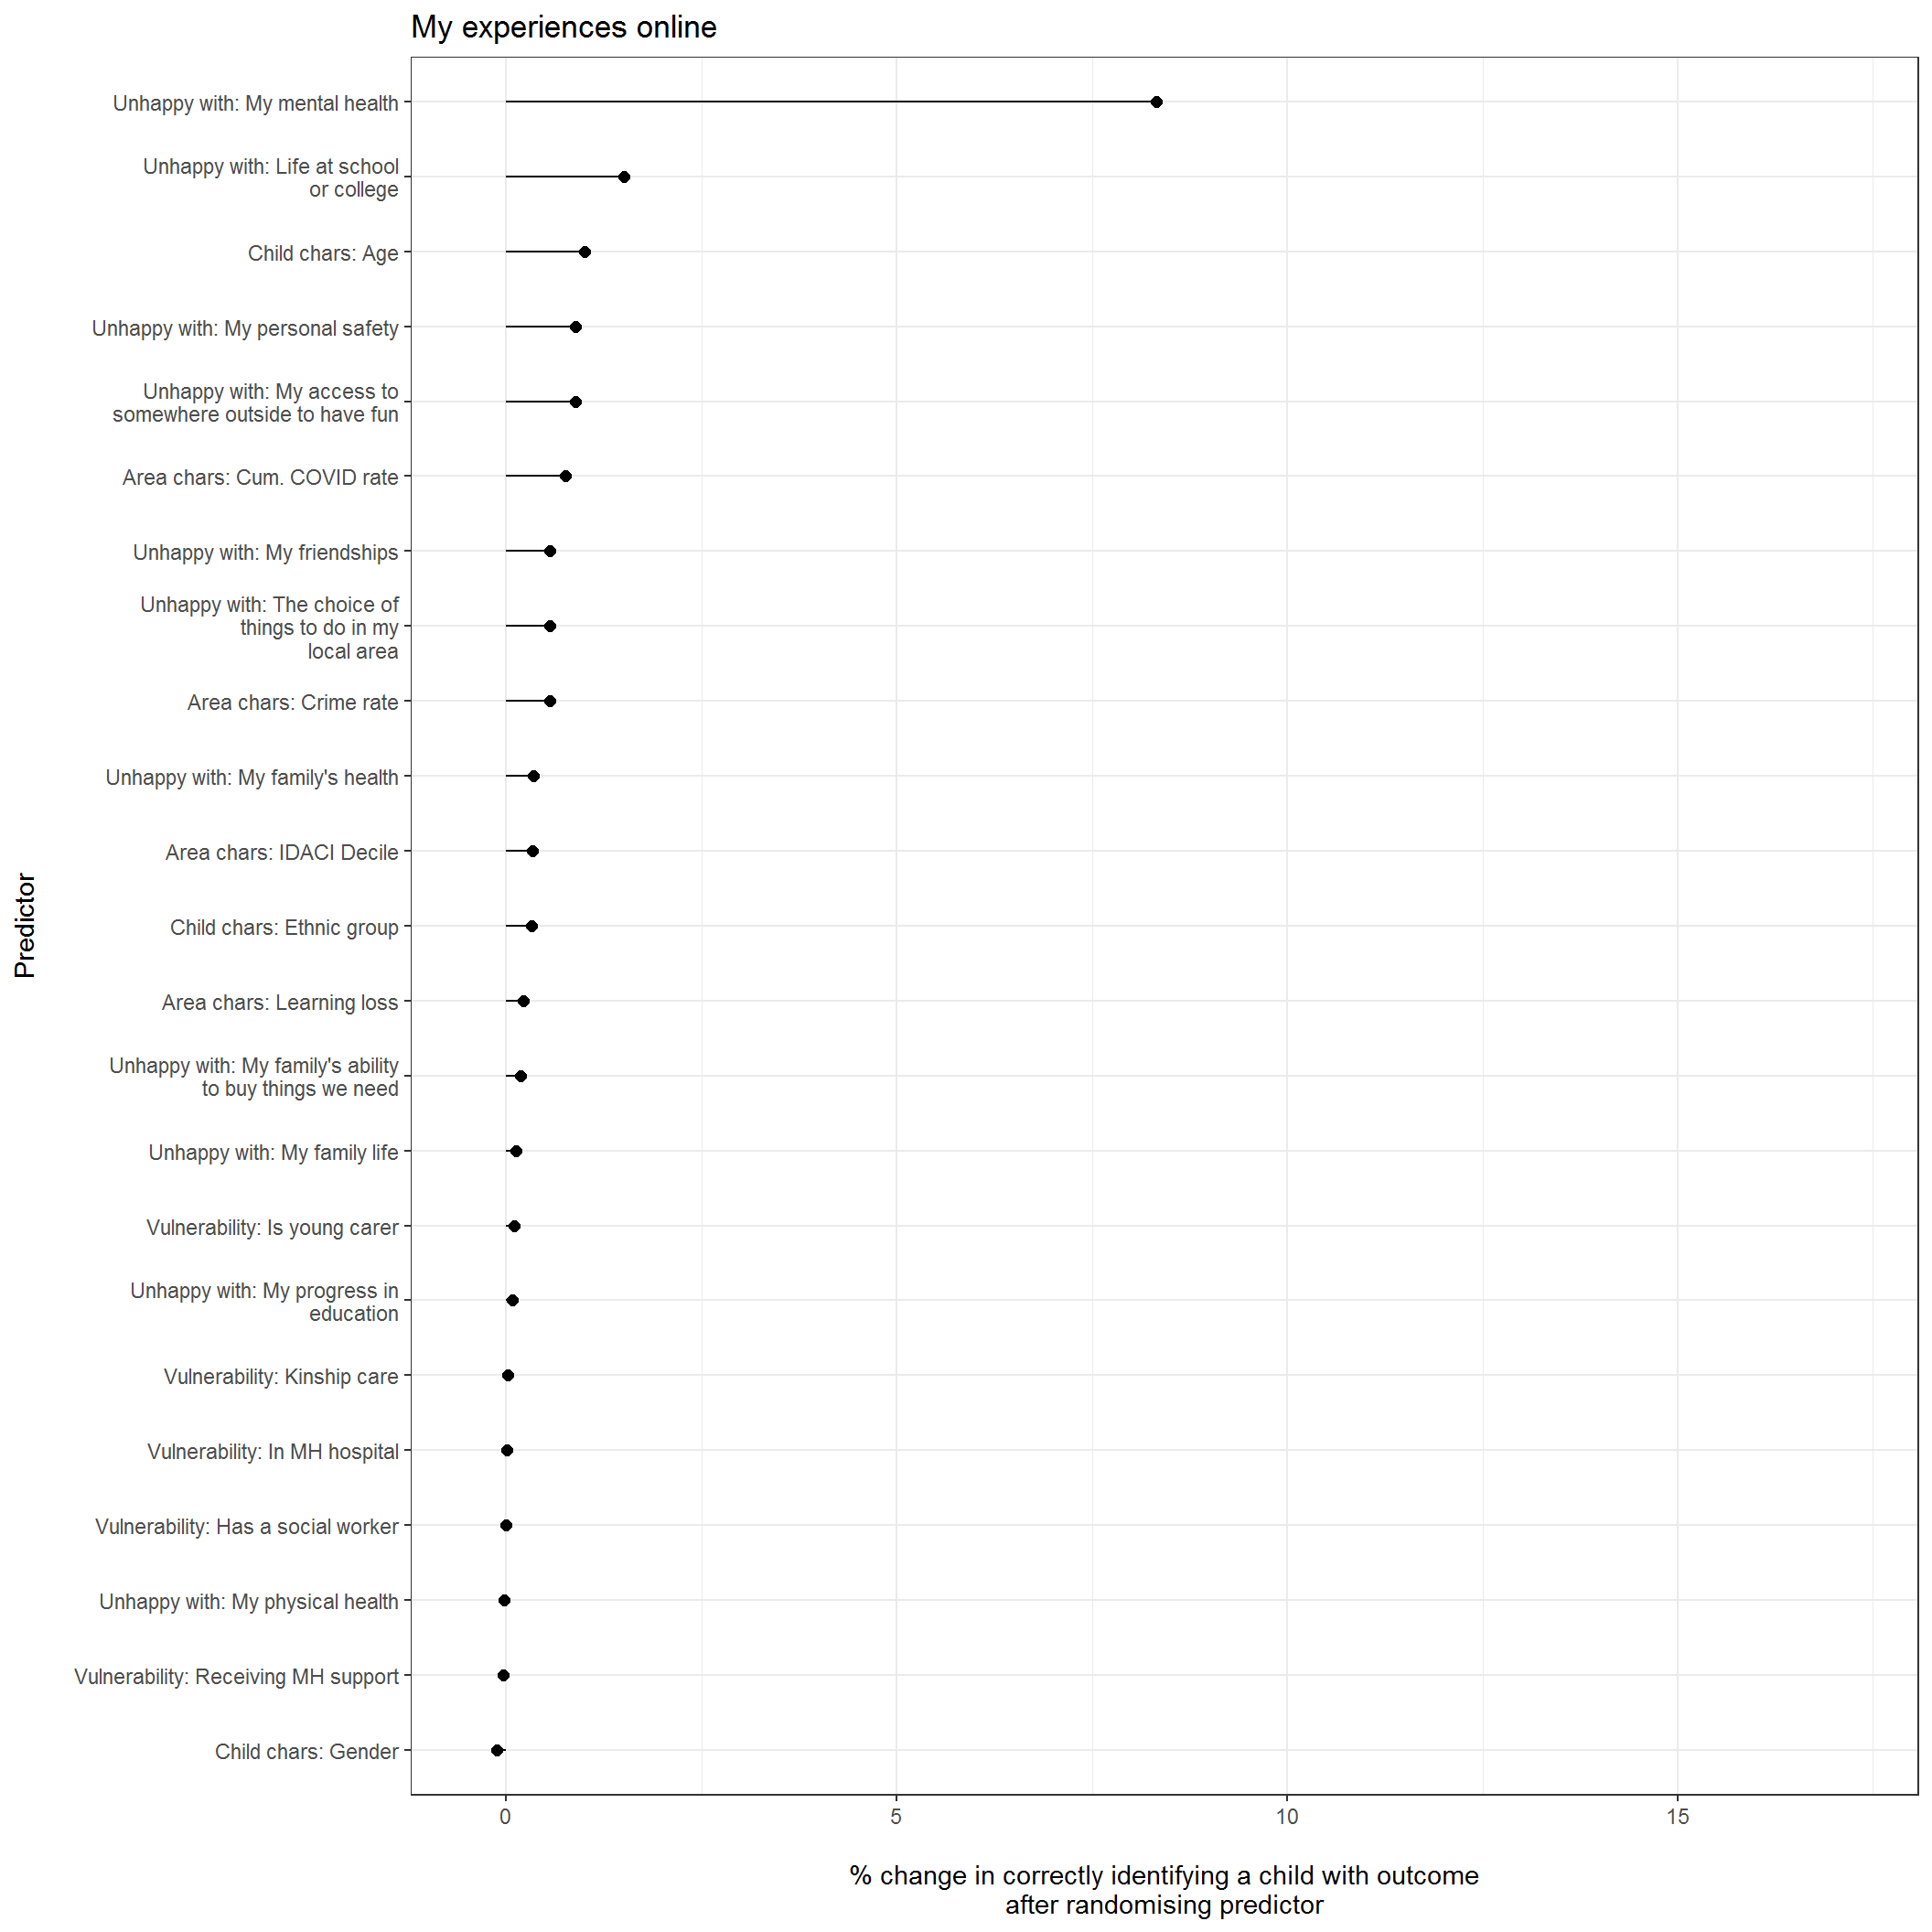 My experiences online
Unhappy with: My mental health
Unhappy with: Life at school
or college
Child chars: Age
Unhappy with: My personal safety
Unhappy with: My access to
somewhere outside to have fun
Area chars: Cum. COVID rate
Unhappy with: My friendships
Unhappy with: The choice of
things to do in my
local area
Area chars: Crime rate
Unhappy with: My family's health
Area chars: IDACI Decile
Child chars: Ethnic group
Area chars: Learning loss
Unhappy with: My family's ability
to buy things we need
Unhappy with: My family life
Vulnerability: Is young carer
Unhappy with: My progress in
education
Vulnerability: Kinship care
Vulnerability: In MH hospital
Vulnerability: Has a social worker
Unhappy with: My physical health
Vulnerability: Receiving MH support
Child chars: Gender
Predictor
0 5 10 15
% change in correctly identifying a child with outcome
after randomising predictor